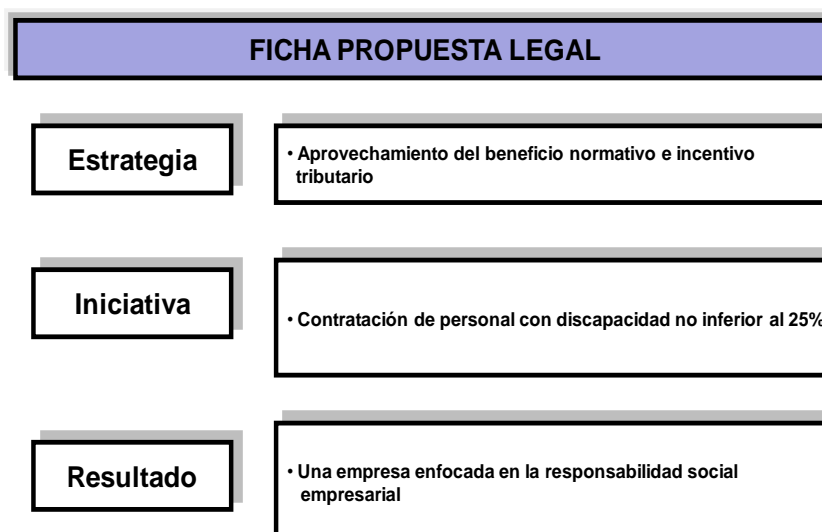 FICHA PROPUESTA LEGAL
Estrategia
• Aprovechamiento del beneficio normativo e incentivo
tributario
Iniciativa
• Contratación de personal con discapacidad no inferior al 25%
Resultado
• Una empresa enfocada en la responsabilidad social
empresarial